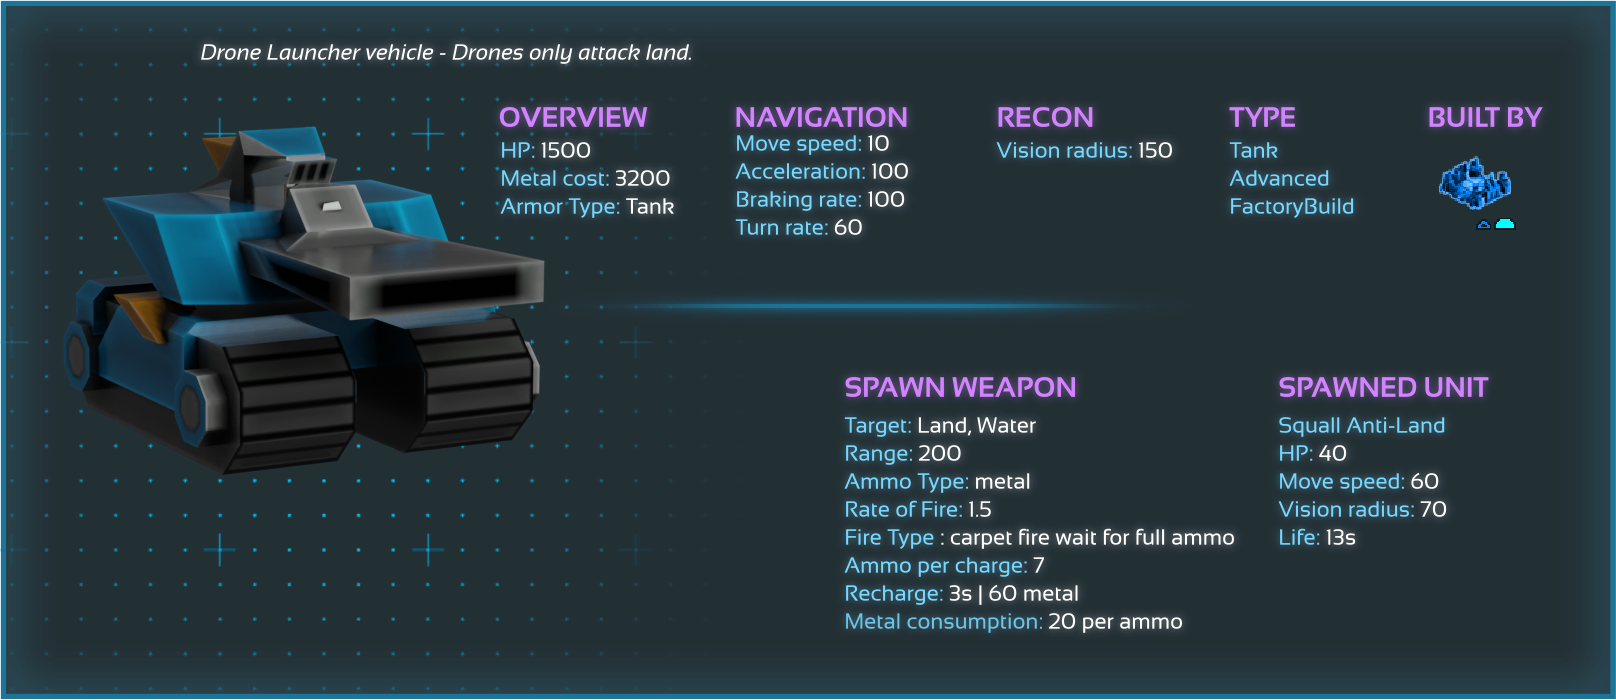 Drone Launcher vehicle - Drones only attack land.
OVERVIEW
HP: 1500
Metal cost: 3200
Armor Type: Tank
NAVIGATION
Move speed: 10
Acceleration: 100
Braking rate: 100
Turn rate: 60
RECON
Vision radius: 150
TYPE
Tank
Advanced
FactoryBuild
BUILT BY
SPAWN WEAPON
Target: Land, Water
Range: 200
Ammo Type: metal
Rate of Fire: 1.5
Fire Type : carpet fire wait for full ammo
Ammo per charge: 7
Recharge: 3s | 60 metal
Metal consumption: 20 per ammo
SPAWNED UNIT
Squall Anti-Land
HP: 40
Move speed: 60
Vision radius: 70
Life: 13s